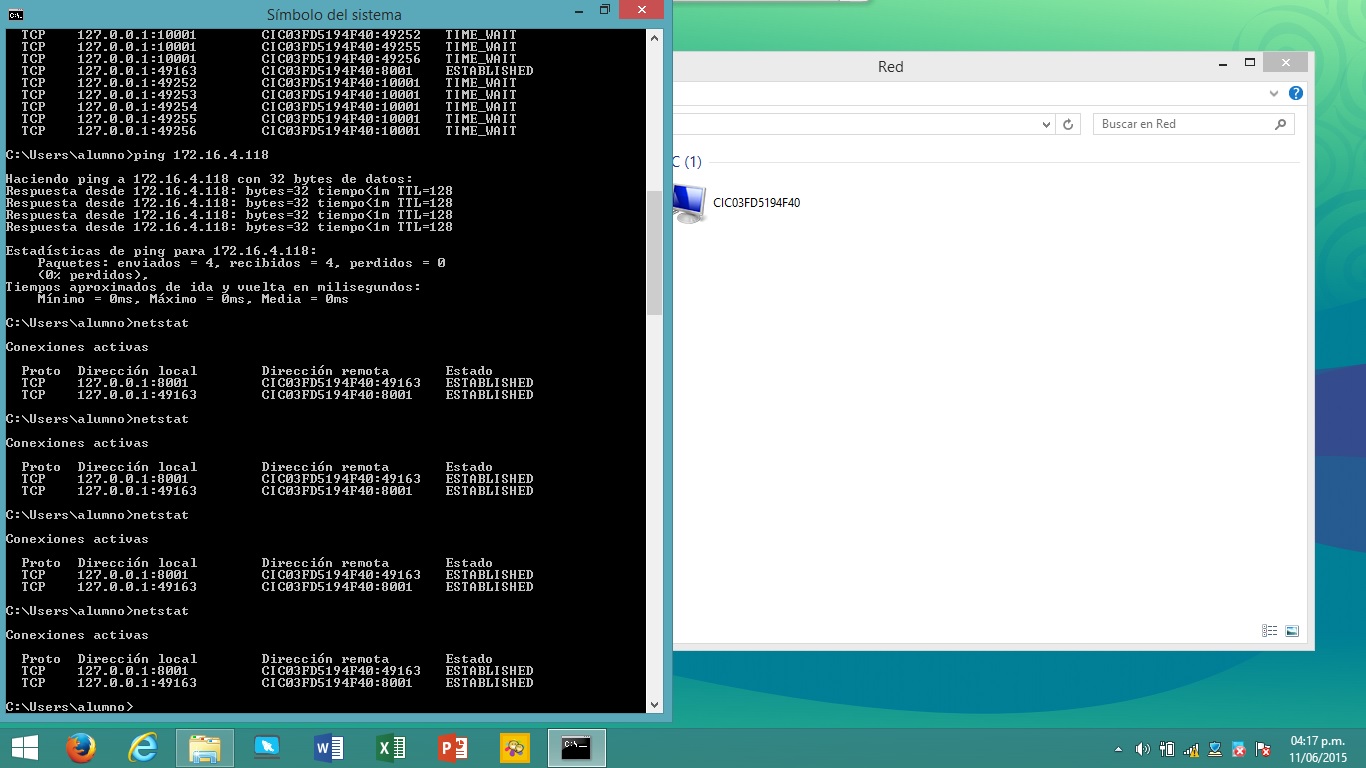 Símbolo del sistema
TCP 127.0.0.1:10001 CIC03FD5194F40:49252 TIME_WAIT
TCP 127.0.0.1:10001 CIC03FD5194F40:49255 TIME_WAIT
TCP 127.0.0.1:10001 CIC03FD5194F40:49256 TIME_WAIT
TCP 127.0.0.1:49163 CIC03FD5194F40:8001 ESTABLISHED
TCP 127.0.0.1:49252 CIC03FD5194F40:10001 TIME_WAIT
TCP 127.0.0.1:49253 CIC03FD5194F40:10001 TIME_WAIT
TCP 127.0.0.1:49254 CIC03FD5194F40:10001 TIME_WAIT
TCP 127.0.0.1:49255 CIC03FD5194F40:10001 TIME_WAIT
TCP 127.0.0.1:49256 CIC03FD5194F40:10001 TIME_WAIT
C:\Users\alumno>ping 172.16.4.118
Haciendo ping a 172.16.4.118 con 32 bytes de datos:
Respuesta desde 172.16.4.118: bytes=32 tiempo<1m TTL=128
Respuesta desde 172.16.4.118: bytes=32 tiempo<1m TTL=128
Respuesta desde 172.16.4.118: bytes=32 tiempo<1m TTL=128
Respuesta desde 172.16.4.118: bytes=32 tiempo<1m TTL=128
Estadísticas de ping para 172.16.4.118:
Paquetes: enviados = 4, recibidos = 4, perdidos = 0
(0% perdidos),
Tiempos aproximados de ida y vuelta en milisegundos:
Mínimo = 0ms, Máximo = 0ms, Media = 0ms
C:\Users\alumno>netstat
Conexiones activas
Proto Dirección local Dirección remota Estado
TCP 127.0.0.1:8001 CIC03FD5194F40:49163 ESTABLISHED
TCP 127.0.0.1:49163 CIC03FD5194F40:8001 ESTABLISHED
C:\Users\alumno>netstat
Conexiones activas
Proto Dirección local Dirección remota Estado
TCP 127.0.0.1:8001 CIC03FD5194F40:49163 ESTABLISHED
TCP 127.0.0.1:49163 CIC03FD5194F40:8001 ESTABLISHED
C:\Users\alumno>netstat
Conexiones activas
Proto Dirección local Dirección remota Estado
TCP 127.0.0.1:8001 CIC03FD5194F40:49163 ESTABLISHED
TCP 127.0.0.1:49163 CIC03FD5194F40:8001 ESTABLISHED
C:\Users\alumno>netstat
Conexiones activas
Proto Dirección local Dirección remota Estado
TCP 127.0.0.1:8001 CIC03FD5194F40:49163 ESTABLISHED
TCP 127.0.0.1:49163 CIC03FD5194F40:8001 ESTABLISHED
C:\Users\alumno>
Red
Buscar en Red
C (1)
CIC03FD5194F40
04:17 p.m.
11/06/2015